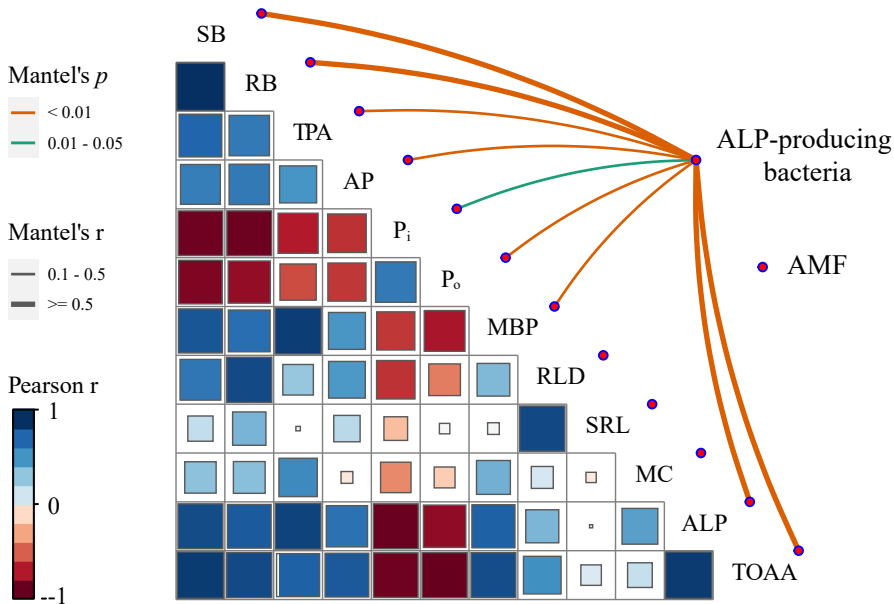 SB
Mantel's p
< 0.01
0.01 - 0.05
RB
TPA
AP
ALP-producing
bacteria
Mantel's r
0.1 - 0.5
>= 0.5
Pᵢ
Pₒ
AMF
MBP
RLD
Pearson r
1
0
--1
SRL
MC
ALP
TOAA